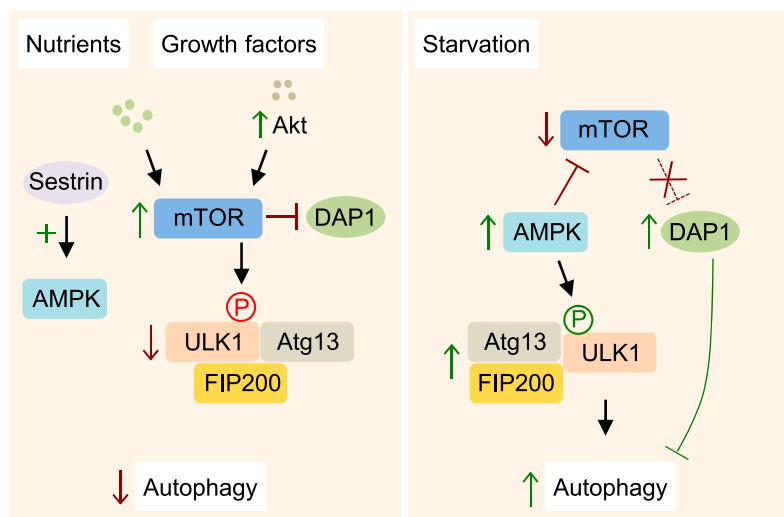 Nutrients
Growth factors
Akt
Sestrin
mTOR
DAP1
AMPK
P
ULK1
Atg13
FIP200
Autophagy
Starvation
mTOR
AMPK
DAP1
P
Atg13
ULK1
FIP200
Autophagy